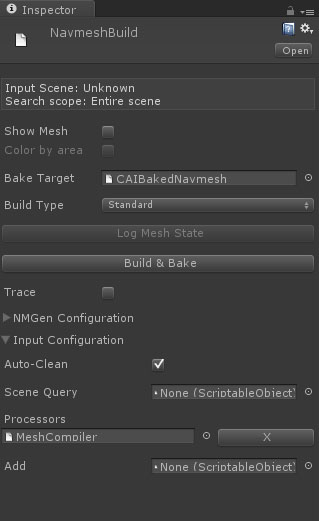 Inspector
NavmeshBuild
Open
Input Scene: Unknown
Search scope: Entire scene
Show Mesh
Color by area
Bake Target CAIBakedNavmesh
Build Type Standard
Log Mesh State
Build & Bake
Trace
NMGen Configuration
Input Configuration
Auto-Clean
Scene Query None (ScriptableObject)
Processors
MeshCompiler X
Add None (ScriptableObject)